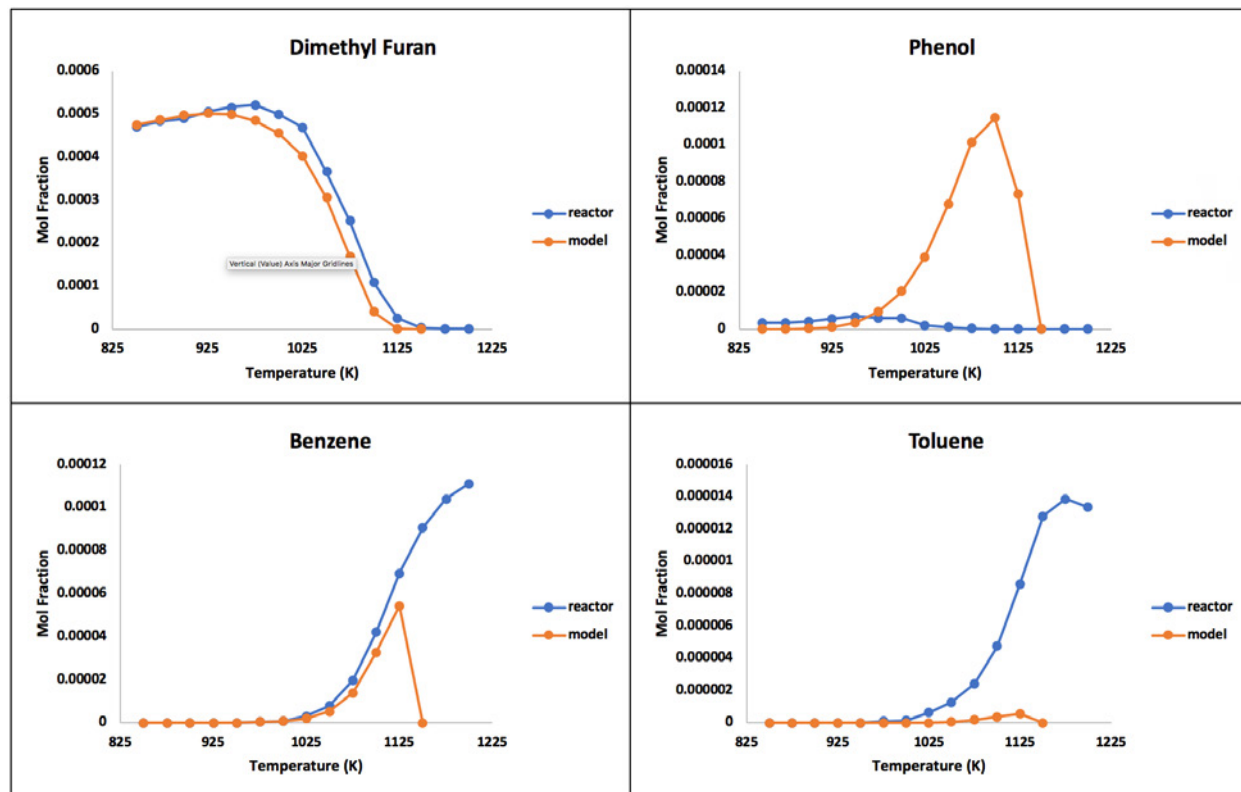 Dimethyl Furan
0.0006
0.0005
0.0004
0.0003
0.0002
0.0001
0
Mol Fraction
825
925
1025
1125
1225
Temperature (K)
reactor
model
Vertical (Value) Axis Major Gridlines
Phenol
0.00014
0.00012
0.0001
0.00008
0.00006
0.00004
0.00002
0
Mol Fraction
825
925
1025
1125
1225
Temperature (K)
reactor
model
Benzene
0.00012
0.0001
0.00008
0.00006
0.00004
0.00002
0
Mol Fraction
825
925
1025
1125
1225
Temperature (K)
reactor
model
Toluene
0.000016
0.000014
0.000012
0.00001
0.000008
0.000006
0.000004
0.000002
0
Mol Fraction
825
925
1025
1125
1225
Temperature (K)
reactor
model